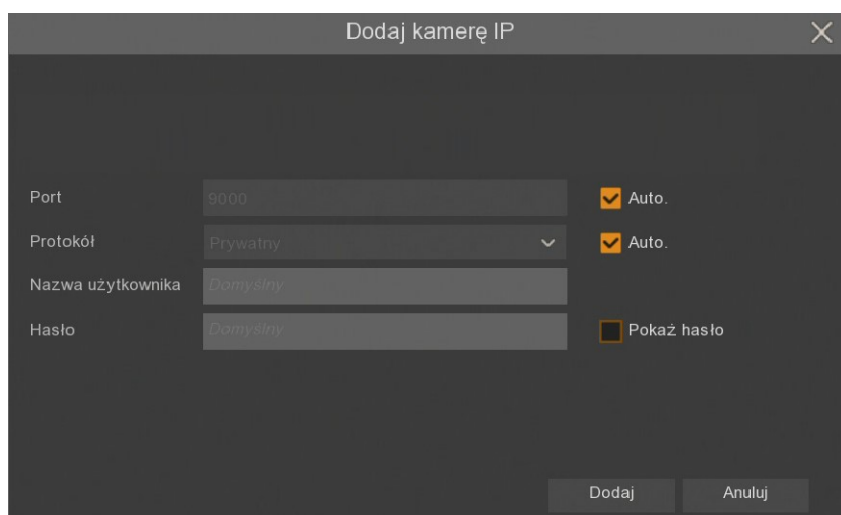 Dodaj kamerę IP
Port 9000 Auto.
Protokół Prywatny Auto.
Nazwa użytkownika Domyślny
Hasło Domyślny Pokaż hasło
Dodaj Anuluj